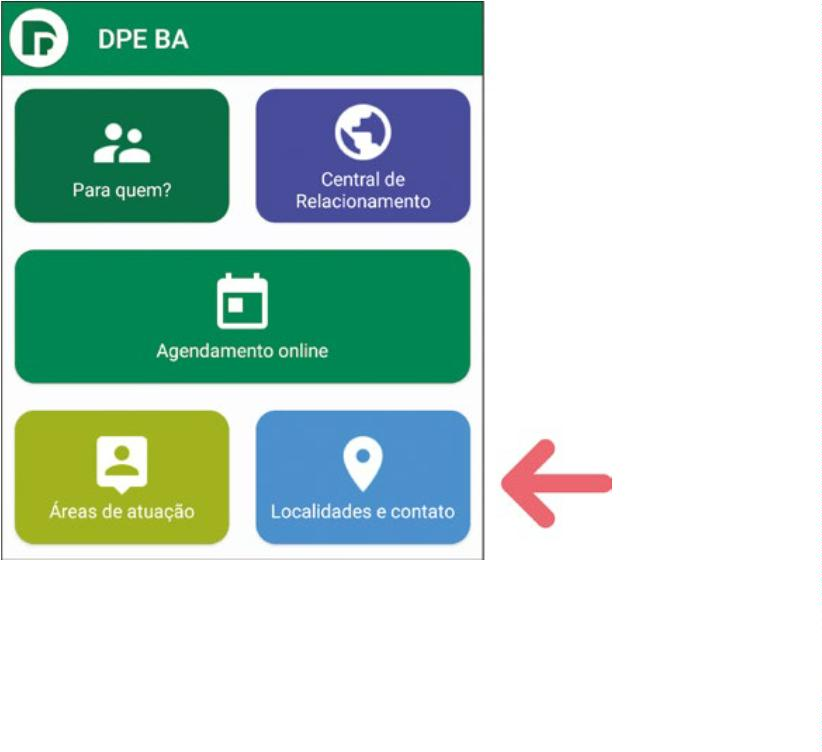 DPE BA
Para quem?
Central de
Relacionamento
Agendamento online
Áreas de atuação
Localidades e contato